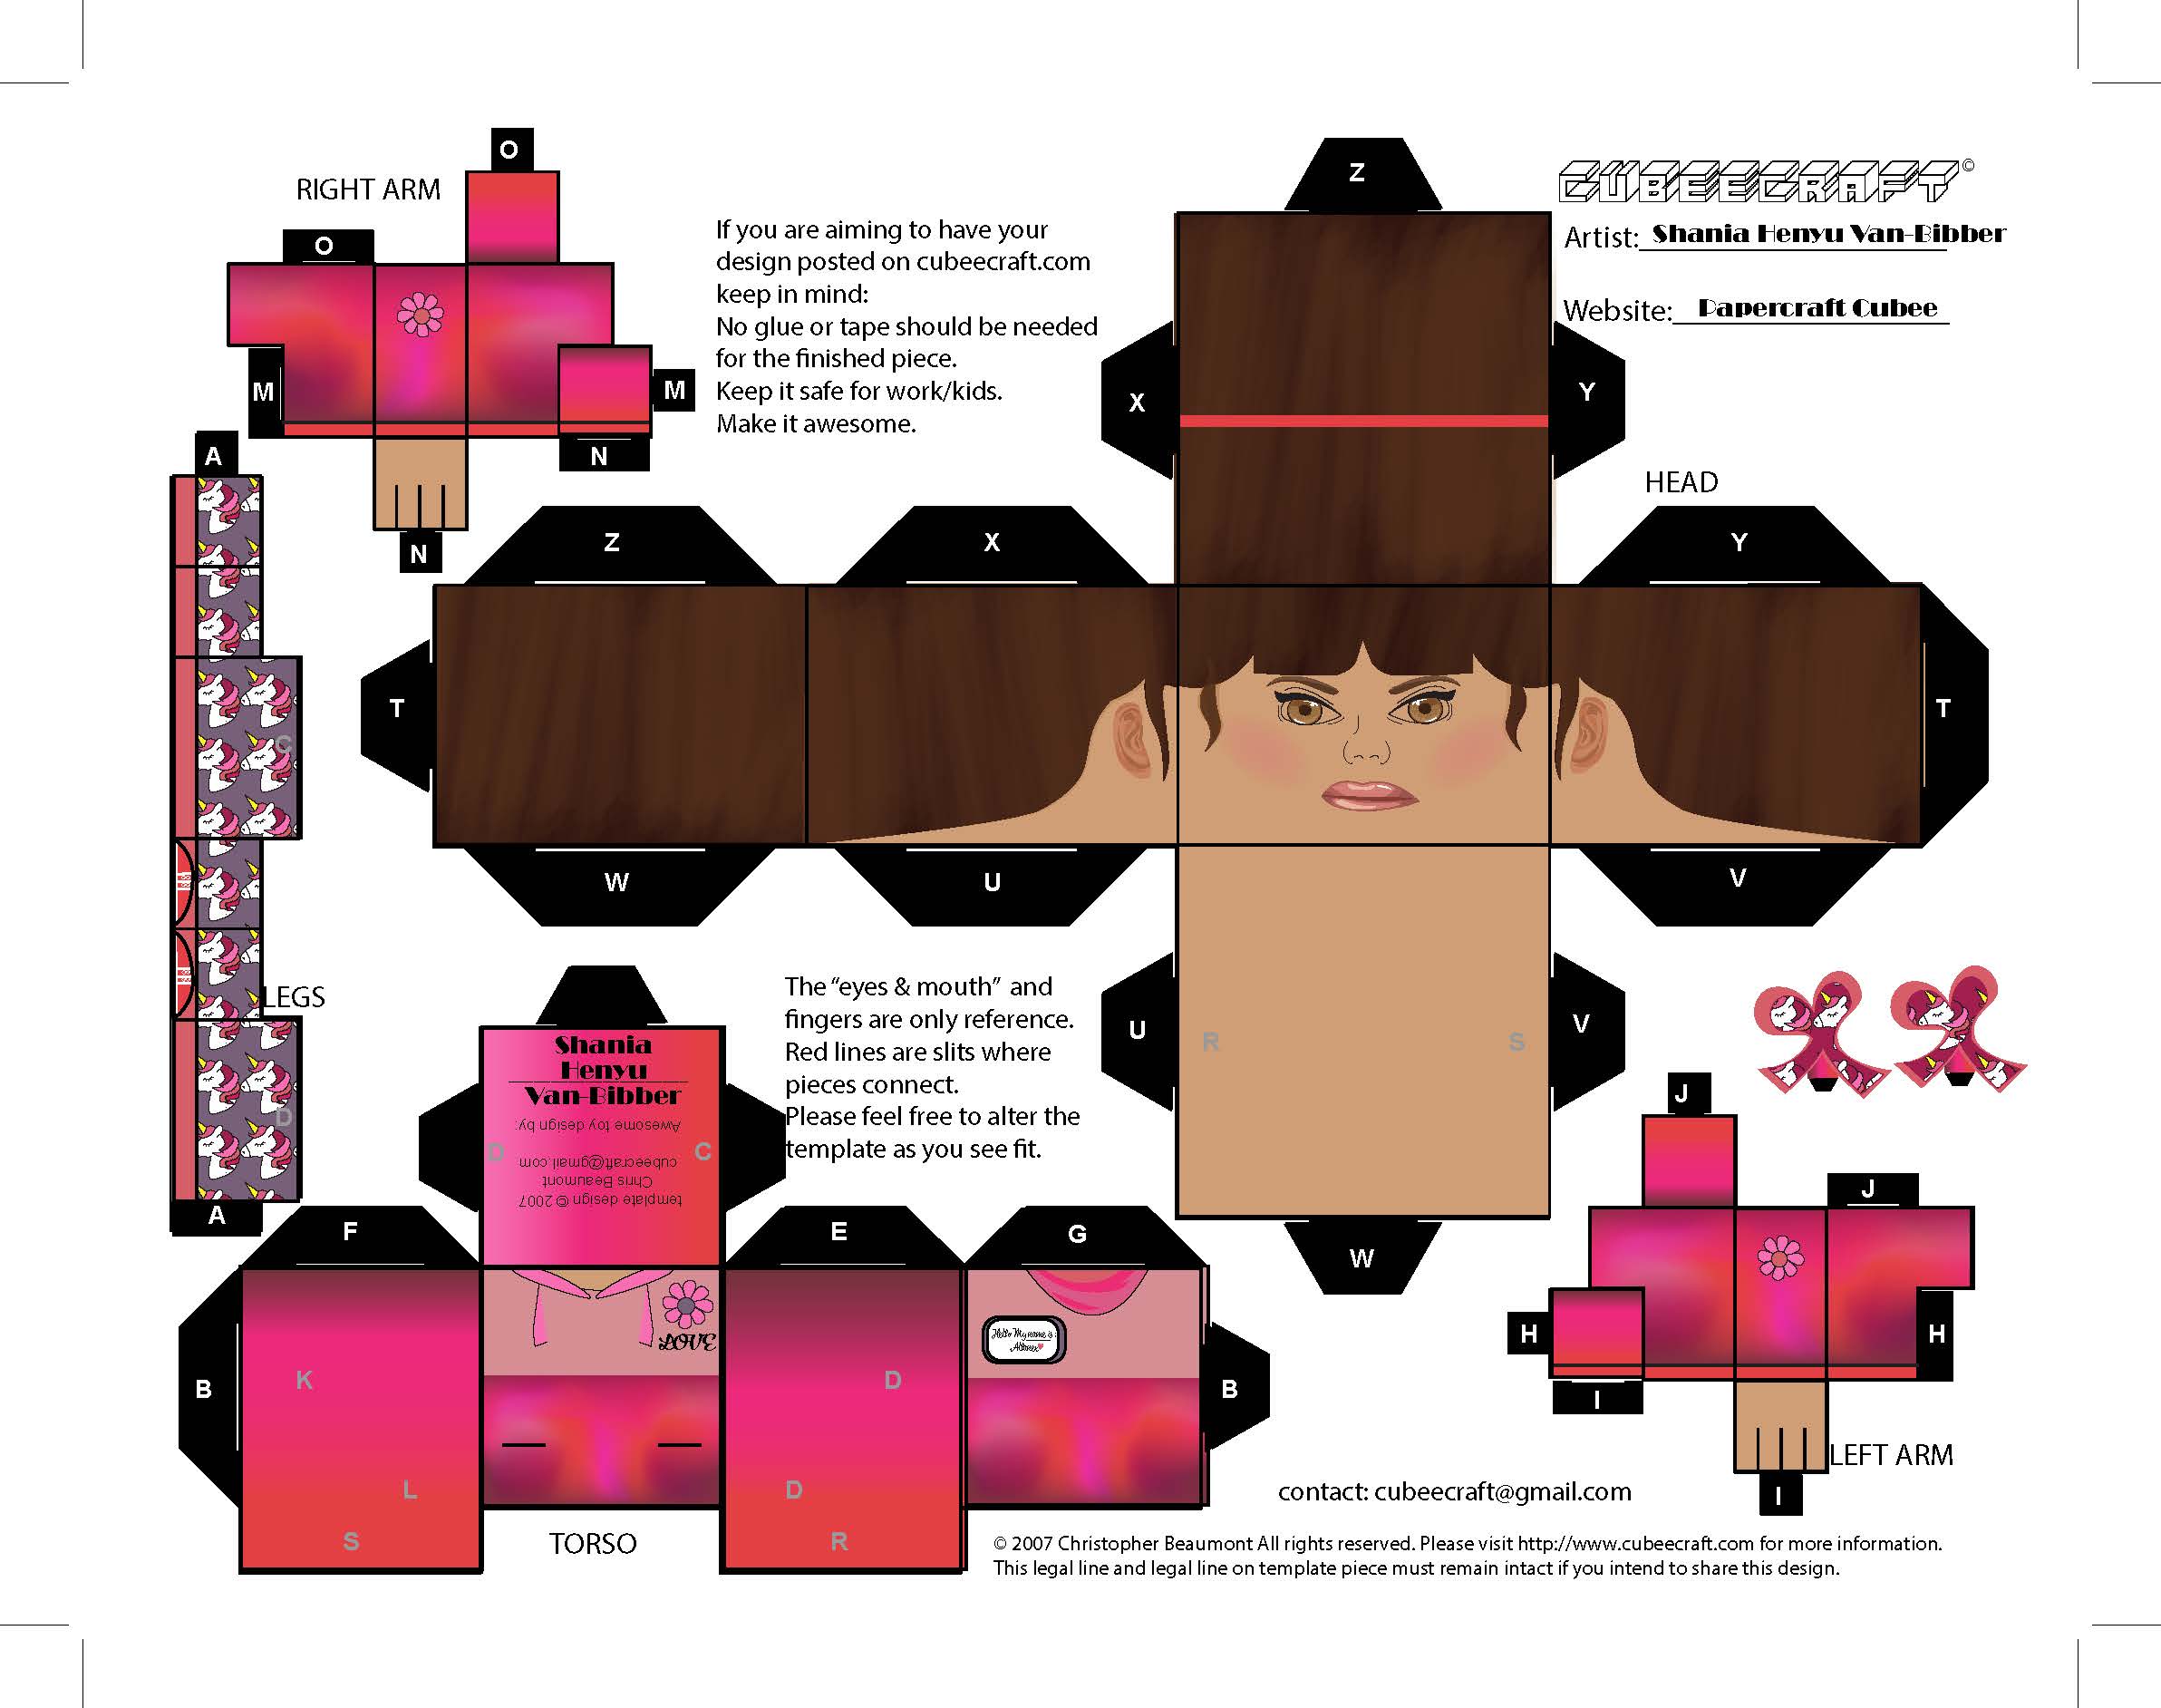 O
RIGHT ARM
O
M
M
N
N
If you are aiming to have your
design posted on cubeecraft.com
keep in mind:
No glue or tape should be needed
for the finished piece.
Keep it safe for work/kids.
Make it awesome.
Z
X
Y
CUBEECRAFT©
Artist: Shania Henyu Van-Bibber
Website: Papercraft Cubee
HEAD
A
C
LEGS
D
A
Z
X
Y
T
T
W
U
V
U
R
S
V
W
The “eyes & mouth” and
fingers are only reference.
Red lines are slits where
pieces connect.
Please feel free to alter the
template as you see fit.
Shania
Henyu
Van-Bibber
Awesome toy design by:
D
C
cubeecraft@gmail.com
Chris Beaumont
template design © 2007
F
E
G
B
K
L
S
LOVE
D
D
R
Hello My name is:
B
TORSO
J
J
H
H
I
LEFT ARM
I
contact: cubeecraft@gmail.com
© 2007 Christopher Beaumont All rights reserved. Please visit http://www.cubeecraft.com for more information.
This legal line and legal line on template piece must remain intact if you intend to share this design.